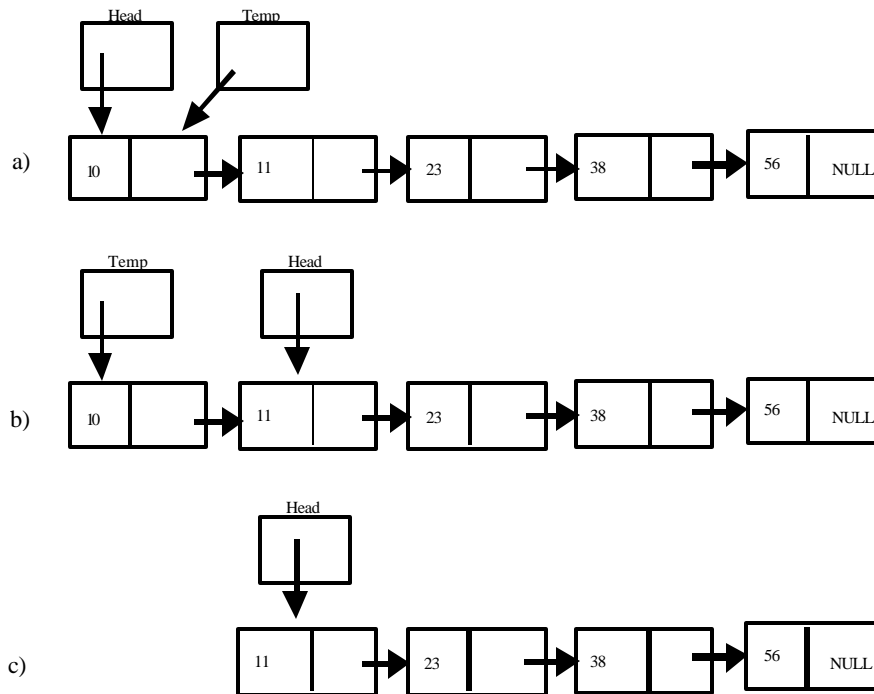 Head Temp
a) 10 11 23 38 56 NULL
Temp Head
b) 10 11 23 38 56 NULL
Head
c) 11 23 38 56 NULL